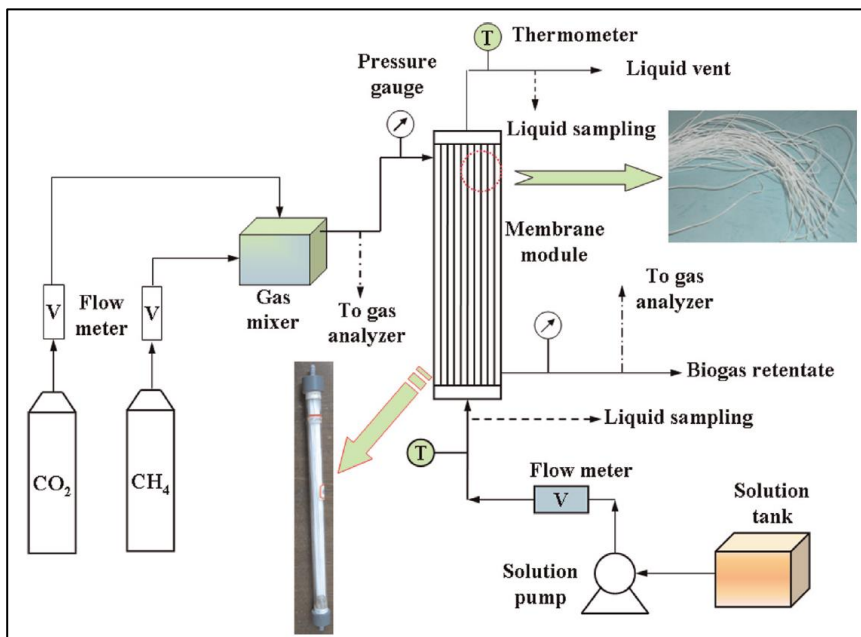 T
Thermometer
Pressure
gauge
Liquid vent
Liquid sampling
Membrane
module
Gas
mixer
To gas
analyzer
V
Flow
meter
V
To gas
analyzer
Biogas retentate
Liquid sampling
T
Flow meter
V
Solution
tank
Solution
pump
CO₂
CH₄